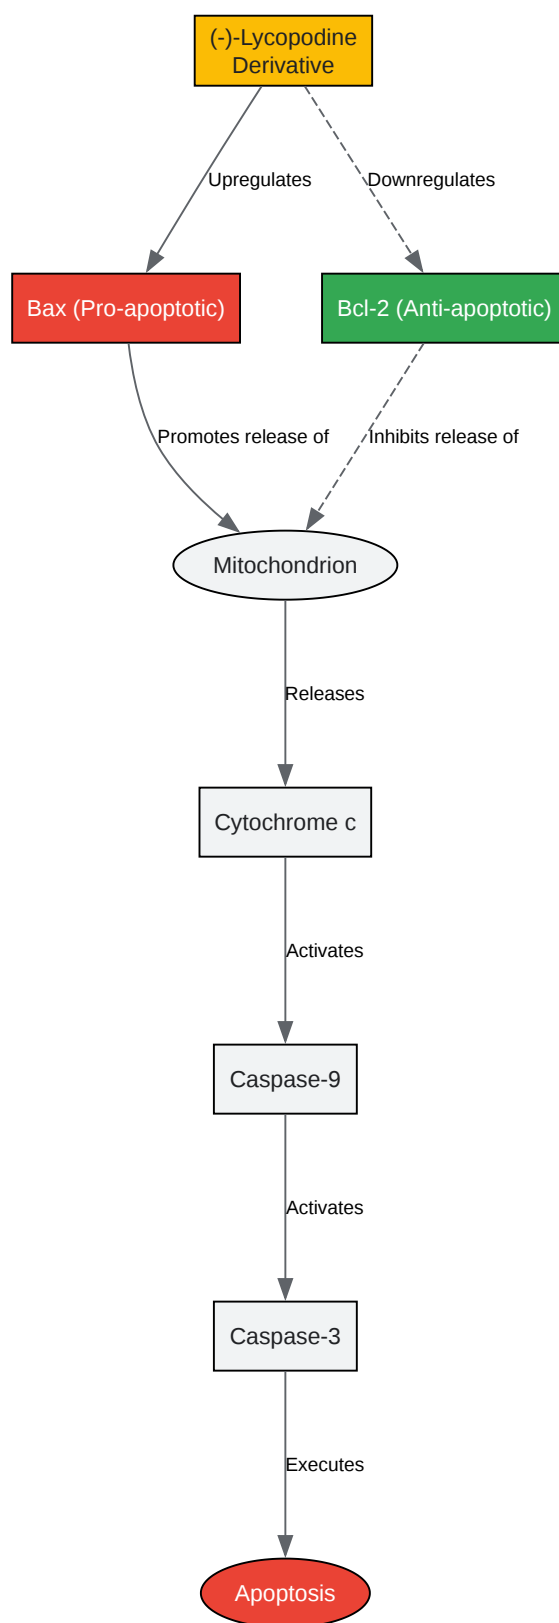 (-)-Lycopodine
Derivative
Upregulates
Downregulates
Bax (Pro-apoptotic)
Bcl-2 (Anti-apoptotic)
Promotes release of
Inhibits release of
Mitochondrion
Releases
Cytochrome c
Activates
Caspase-9
Activates
Caspase-3
Executes
Apoptosis